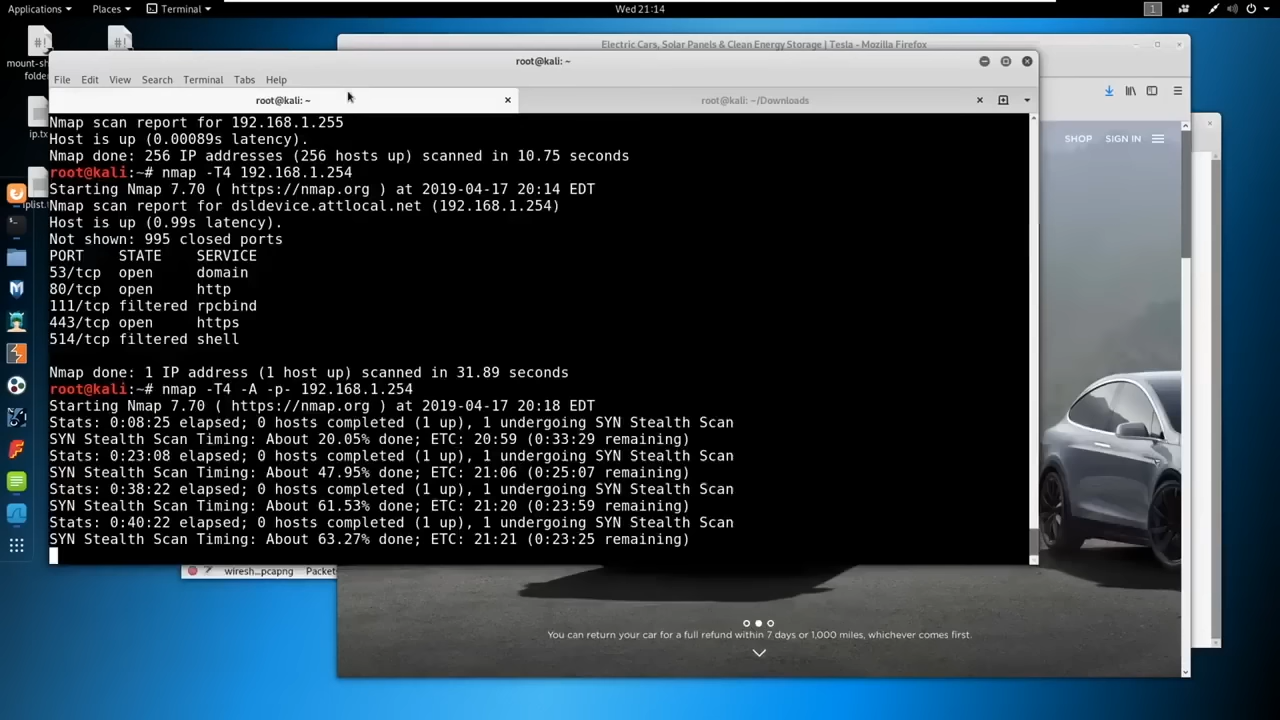 Applications
Places
Terminal
Wed 21:14
1
mount-sh
folde
ip.tx
iplist.t
Electric Cars, Solar Panels & Clean Energy Storage | Tesla - Mozilla Firefox
root@kali: ~
File Edit View Search Terminal Tabs Help
root@kali: ~
root@kali: ~/Downloads
Nmap scan report for 192.168.1.255
Host is up (0.00089s latency).
Nmap done: 256 IP addresses (256 hosts up) scanned in 10.75 seconds
root@kali:~# nmap -T4 192.168.1.254
Starting Nmap 7.70 ( https://nmap.org ) at 2019-04-17 20:14 EDT
Nmap scan report for dsldevice.attlocal.net (192.168.1.254)
Host is up (0.99s latency).
Not shown: 995 closed ports
PORT STATE SERVICE
53/tcp open domain
80/tcp open http
111/tcp filtered rpcbind
443/tcp open https
514/tcp filtered shell
Nmap done: 1 IP address (1 host up) scanned in 31.89 seconds
root@kali:~# nmap -T4 -A -p- 192.168.1.254
Starting Nmap 7.70 ( https://nmap.org ) at 2019-04-17 20:18 EDT
Stats: 0:08:25 elapsed; 0 hosts completed (1 up), 1 undergoing SYN Stealth Scan
SYN Stealth Scan Timing: About 20.05% done; ETC: 20:59 (0:33:29 remaining)
Stats: 0:23:08 elapsed; 0 hosts completed (1 up), 1 undergoing SYN Stealth Scan
SYN Stealth Scan Timing: About 47.95% done; ETC: 21:06 (0:25:07 remaining)
Stats: 0:38:22 elapsed; 0 hosts completed (1 up), 1 undergoing SYN Stealth Scan
SYN Stealth Scan Timing: About 61.53% done; ETC: 21:20 (0:23:59 remaining)
Stats: 0:40:22 elapsed; 0 hosts completed (1 up), 1 undergoing SYN Stealth Scan
SYN Stealth Scan Timing: About 63.27% done; ETC: 21:21 (0:23:25 remaining)
SHOP SIGN IN
wiresh...pcapng Packet
You can return your car for a full refund within 7 days or 1,000 miles, whichever comes first.